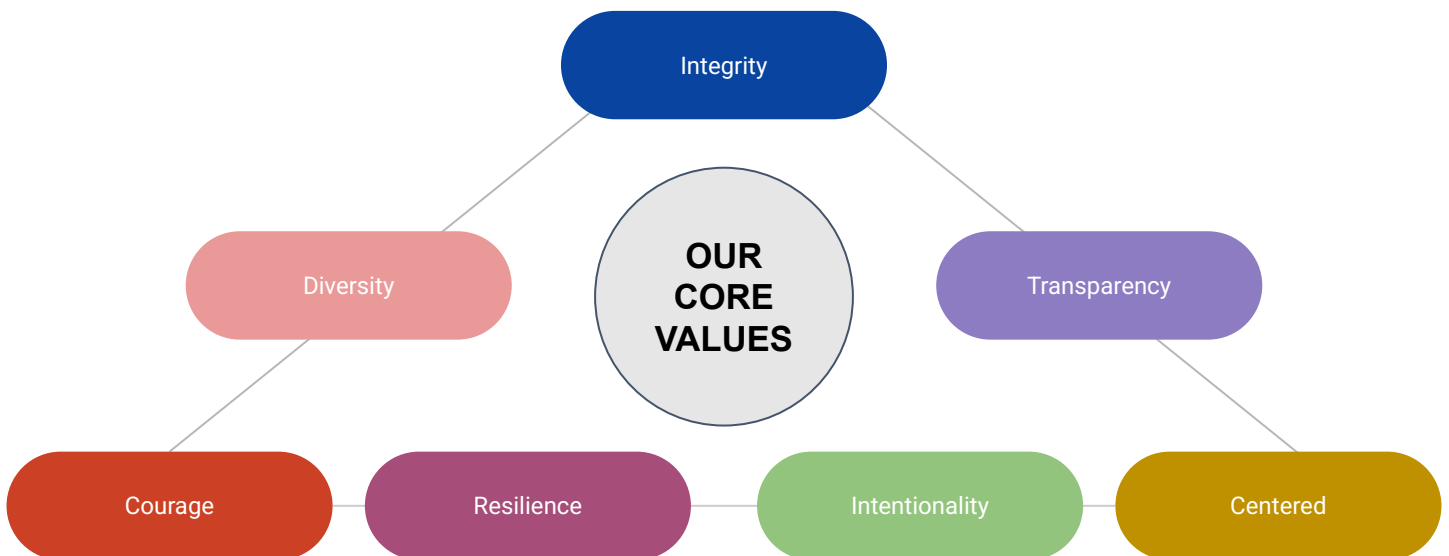 Integrity
OUR
CORE
VALUES
Diversity
Transparency
Courage
Resilience
Intentionality
Centered